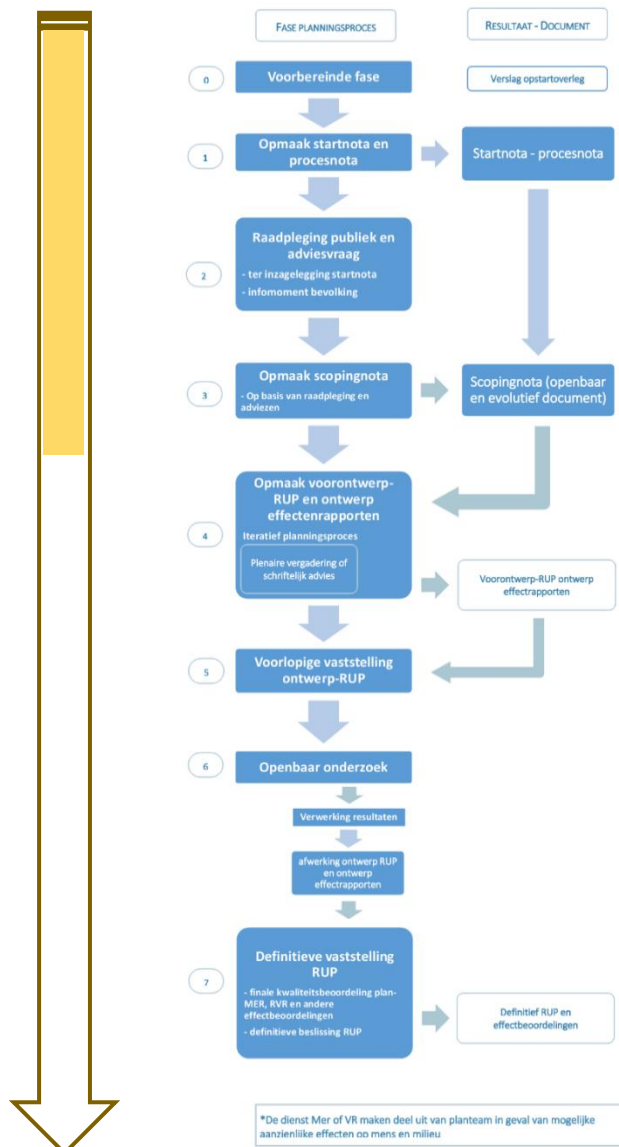 FASE PLANNINGSPROCES
RESULTAAT - DOCUMENT
0
Voorbereinde fase
Verslag opstartoverleg
1
Opmaak startnota en
procesnota
Startnota - procesnota
2
Raadpleging publiek en
adviesvraag
- ter inzagelegging startnota
- infomoment bevolking
3
Opmaak scopingnota
- Op basis van raadpleging en
adviezen
Scopingnota (openbaar
en evolutief document)
4
Opmaak voorontwerp-
RUP en ontwerp
effectenrapporten
Iteratief planningsproces
Plenaire vergadering of
schriftelijk advies
Voorontwerp-RUP ontwerp
effectrapporten
5
Voorlopige vaststelling
ontwerp-RUP
6
Openbaar onderzoek
Verwerking resultaten
afwerking ontwerp RUP
en ontwerp
effectrapporten
7
Definitieve vaststelling
RUP
- finale kwaliteitsbeoordeling plan-
MER, RVR en andere
effectbeoordelingen
- definitieve beslissing RUP
Definitief RUP en
effectbeoordelingen
*De dienst Mer of VR maken deel uit van planteam in geval van mogelijke
aanzienlijke effecten op mens en milieu